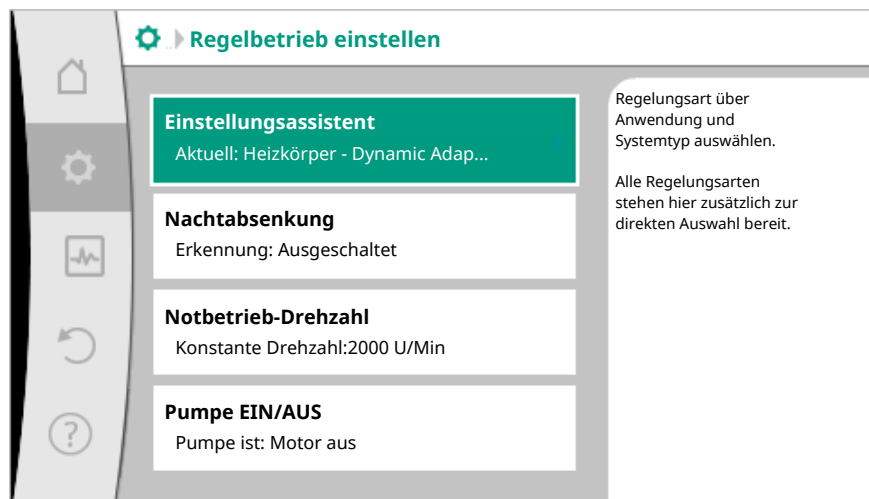 Regelbetrieb einstellen
Einstellungsassistent
Aktuell: Heizkörper - Dynamic Adap...
Nachtabsenkung
Erkennung: Ausgeschaltet
Notbetrieb-Drehzahl
Konstante Drehzahl:2000 U/Min
Pumpe EIN/AUS
Pumpe ist: Motor aus
Regelungsart über
Anwendung und
Systemtyp auswählen.
Alle Regelungsarten
stehen hier zusätzlich zur
direkten Auswahl bereit.
?